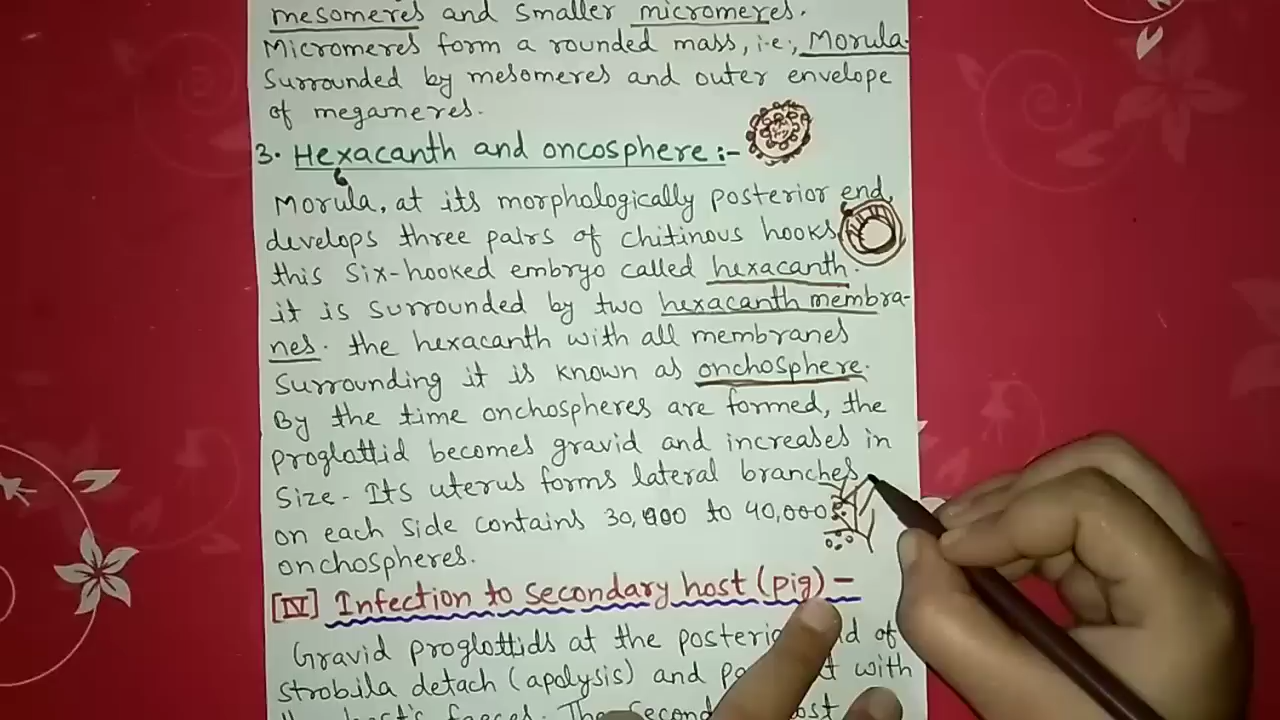 mesomeres and smaller micromeres.
Micromeres form a rounded mass, i.e., Morula
surrounded by mesomeres and outer envelope
of megameres.
3. Hexacanth and oncosphere :-
6
Morula, at its morphologically posterior end,
develops three pairs of chitinous hooks
this six-hooked embryo called hexacanth.
it is surrounded by two hexacanth membra-
nes. the hexacanth with all membranes
surrounding it is known as onchosphere.
By the time onchospheres are formed, the
proglottid becomes gravid and increases in
size - Its uterus forms lateral branches
on each side contains 30,000 to 40,000
onchospheres.
[IV] Infection to secondary host (pig) -
Gravid proglottids at the of
strobila detach (apolysis) and with